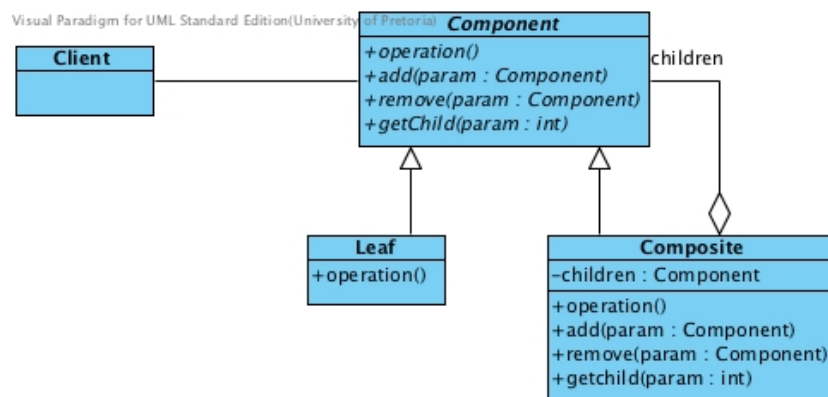 Visual Paradigm for UML Standard Edition(University of Pretoria)
Component
+operation()
+add(param : Component)
+remove(param : Component)
+getChild(param : int)
Client
children
Leaf
+operation()
Composite
-children : Component
+operation()
+add(param : Component)
+remove(param : Component)
+getchild(param : int)